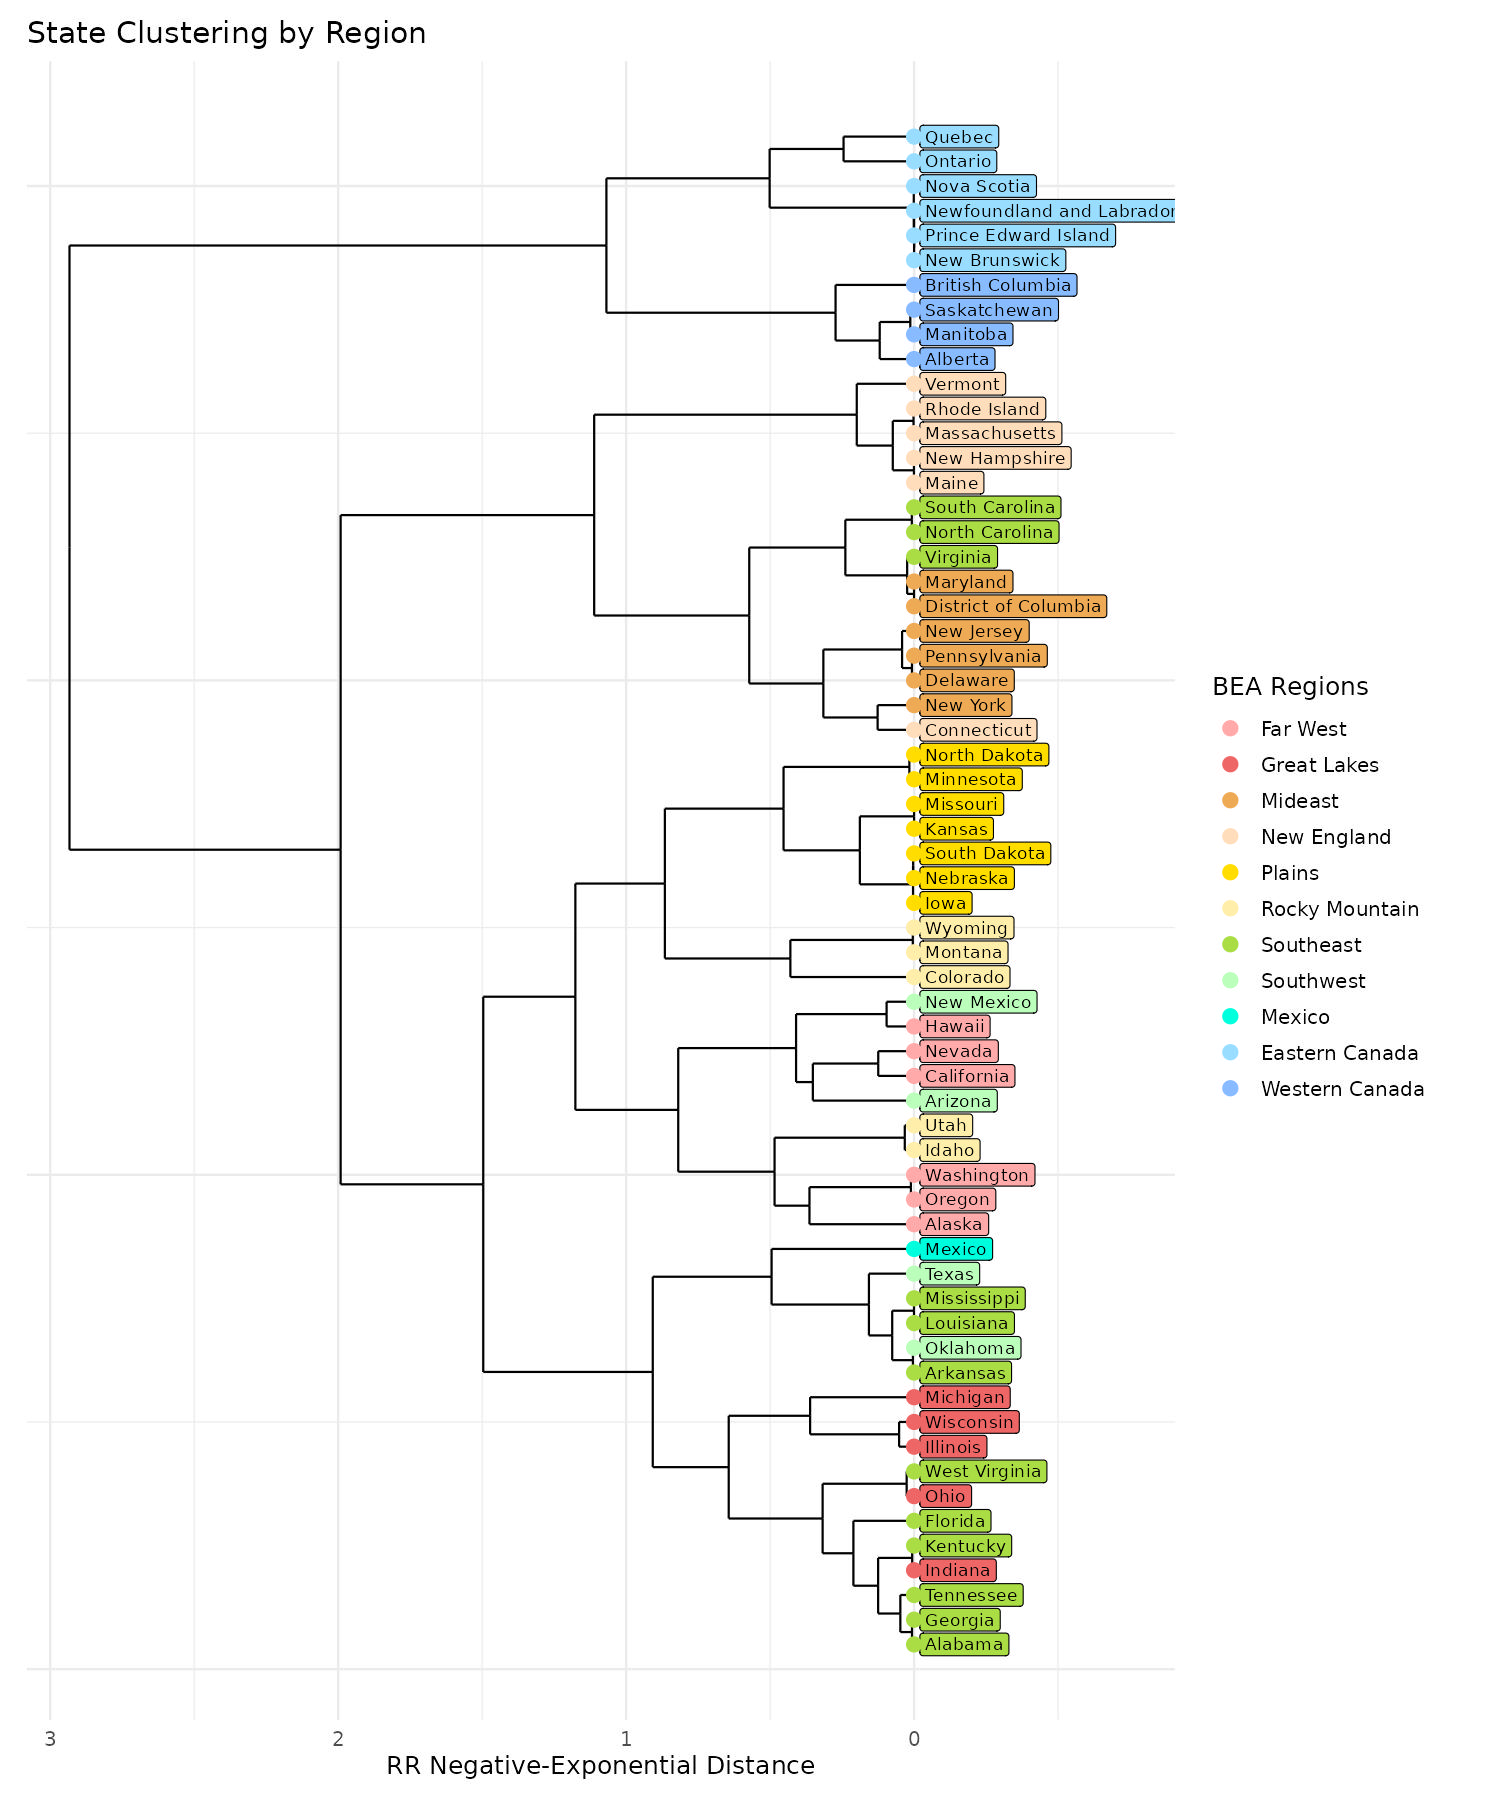 State Clustering by Region
Quebec
Ontario
Nova Scotia
Newfoundland and Labrador
Prince Edward Island
New Brunswick
British Columbia
Saskatchewan
Manitoba
Alberta
Vermont
Rhode Island
Massachusetts
New Hampshire
Maine
South Carolina
North Carolina
Virginia
Maryland
District of Columbia
New Jersey
Pennsylvania
Delaware
New York
Connecticut
North Dakota
Minnesota
Missouri
Kansas
South Dakota
Nebraska
Iowa
Wyoming
Montana
Colorado
New Mexico
Hawaii
Nevada
California
Arizona
Utah
Idaho
Washington
Oregon
Alaska
Mexico
Texas
Mississippi
Louisiana
Oklahoma
Arkansas
Michigan
Wisconsin
Illinois
West Virginia
Ohio
Florida
Kentucky
Indiana
Tennessee
Georgia
Alabama
3 2 1 0
RR Negative-Exponential Distance
BEA Regions
Far West
Great Lakes
Mideast
New England
Plains
Rocky Mountain
Southeast
Southwest
Mexico
Eastern Canada
Western Canada